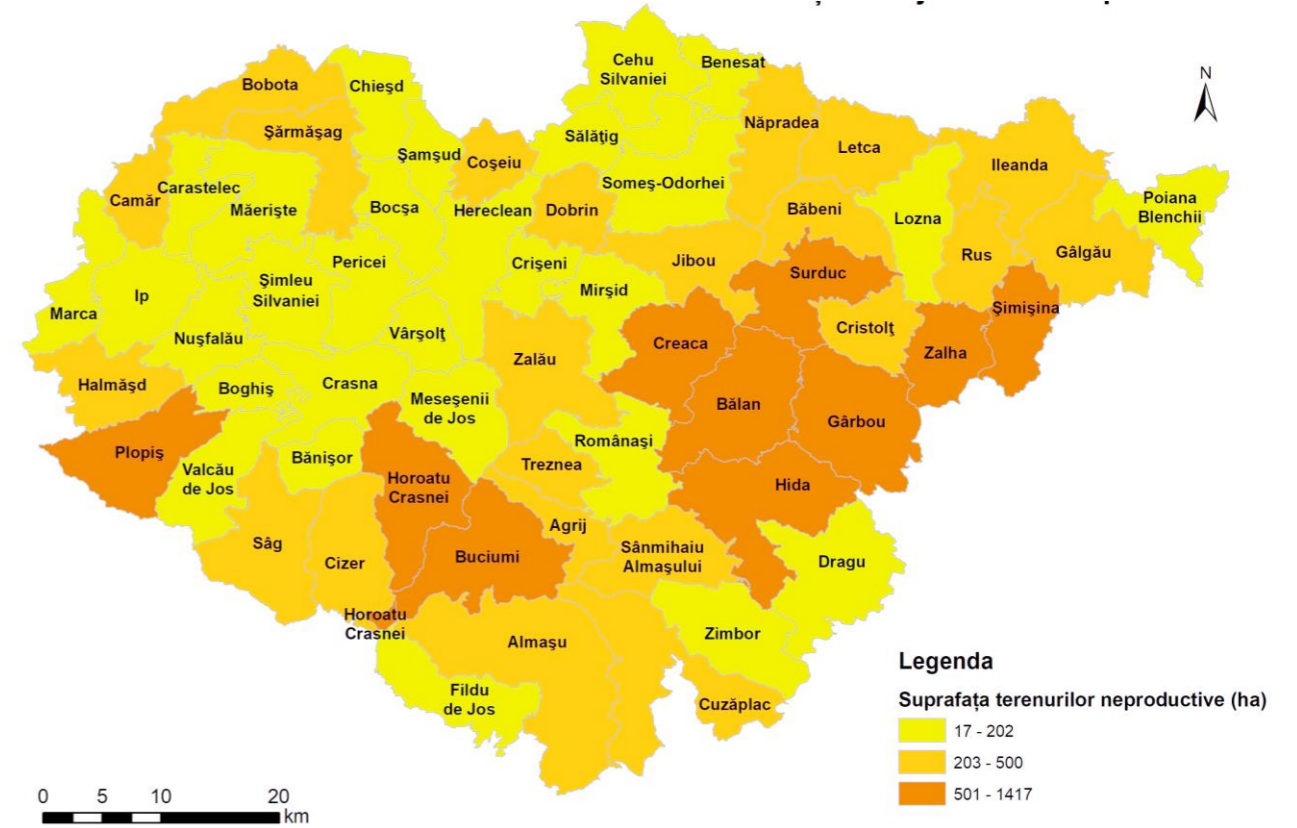 Cehu
Silvaniei
Benesat
Bobota
Chieşd
N
Şărmăşag
Năpradea
Sălăţig
Letca
Şamşud
Coşeiu
Ileanda
Someş-Odorhei
Carastelec
Camăr
Măerişte
Bocşa
Hereclean
Dobrin
Băbeni
Lozna
Poiana
Blenchii
Jibou
Rus
Gâlgău
Pericei
Crişeni
Surduc
Şimleu
Silvaniei
Ip
Mirşid
Marca
Şimişina
Nuşfalău
Vârşolţ
Cristolţ
Creaca
Zalha
Zalău
Halmăşd
Boghiş
Crasna
Meseşenii
de Jos
Bălan
Gârbou
Românaşi
Plopiş
Bănişor
Treznea
Valcău
de Jos
Horoatu
Crasnei
Hida
Agrij
Sâg
Cizer
Buciumi
Sânmihaiu
Almaşului
Dragu
Horoatu
Crasnei
Almaşu
Zimbor
Fildu
de Jos
Cuzăplac
Legenda
Suprafața terenurilor neproductive (ha)
17 - 202
203 - 500
501 - 1417
0 5 10 20
km